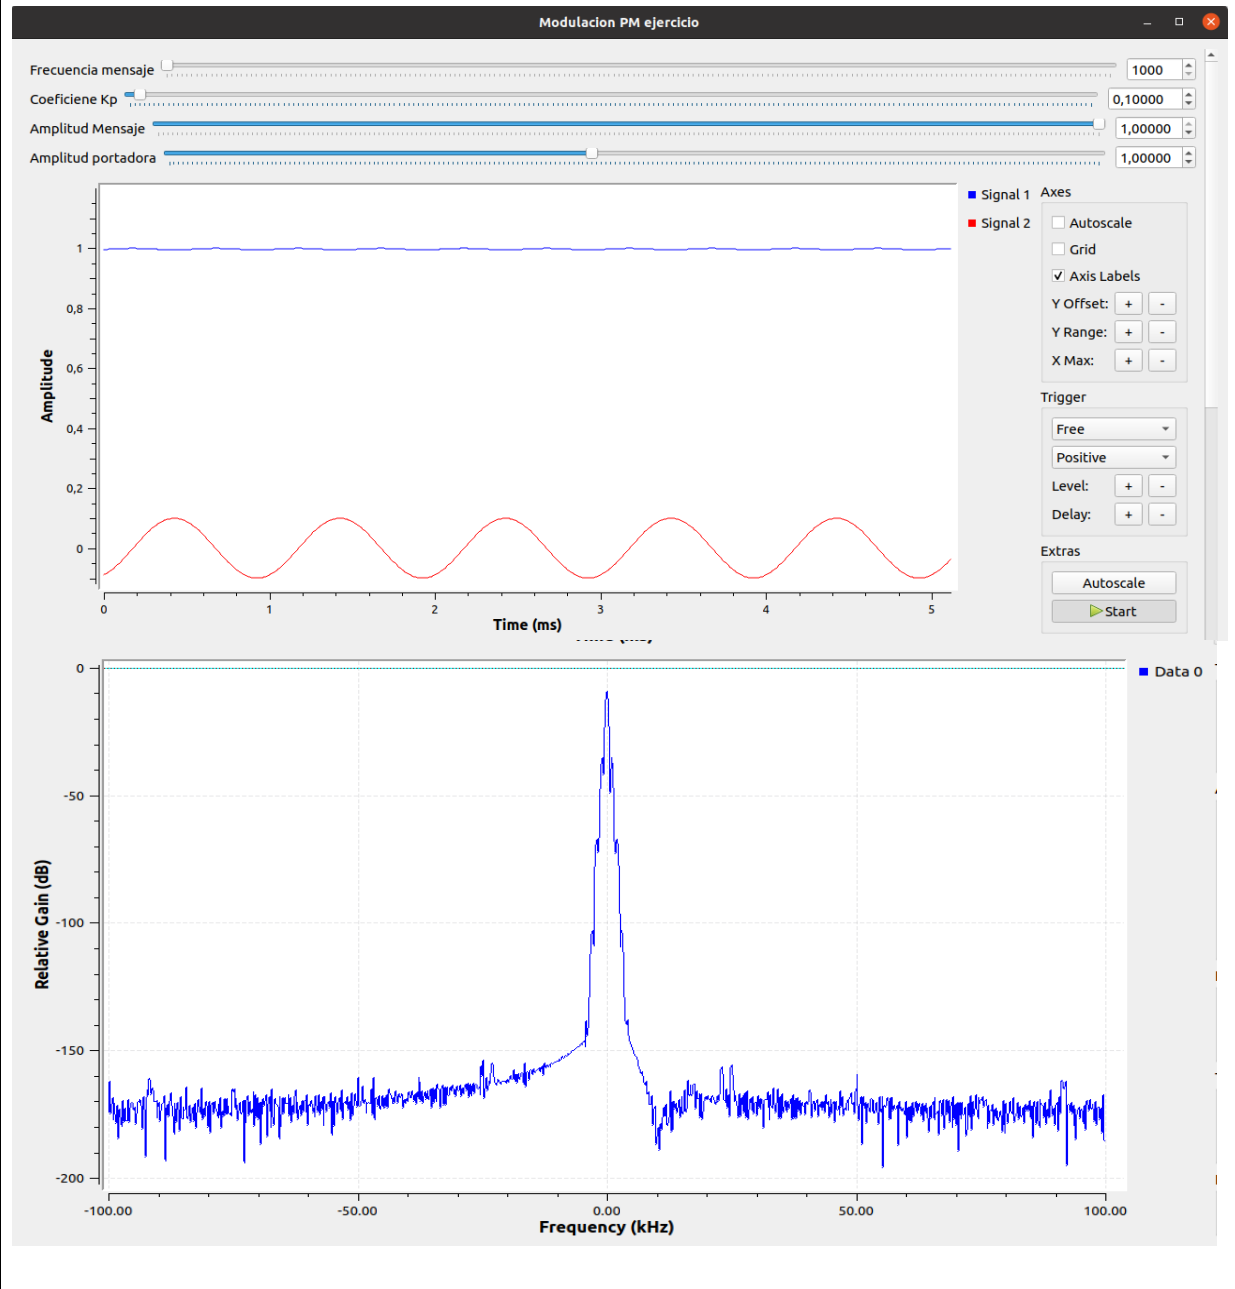 Modulacion PM ejercicio
Frecuencia mensaje 1000
Coeficiene Kp 0,10000
Amplitud Mensaje 1,00000
Amplitud portadora 1,00000
Signal 1
Signal 2
Amplitude
1
0,8
0,6
0,4
0,2
0
0 1 2 3 4 5
Time (ms)
Axes
Autoscale
Grid
Axis Labels
Y Offset: + -
Y Range: + -
X Max: + -
Trigger
Free
Positive
Level: + -
Delay: + -
Extras
Autoscale
Start
Data 0
Relative Gain (dB)
0
-50
-100
-150
-200
-100.00 -50.00 0.00 50.00 100.00
Frequency (kHz)